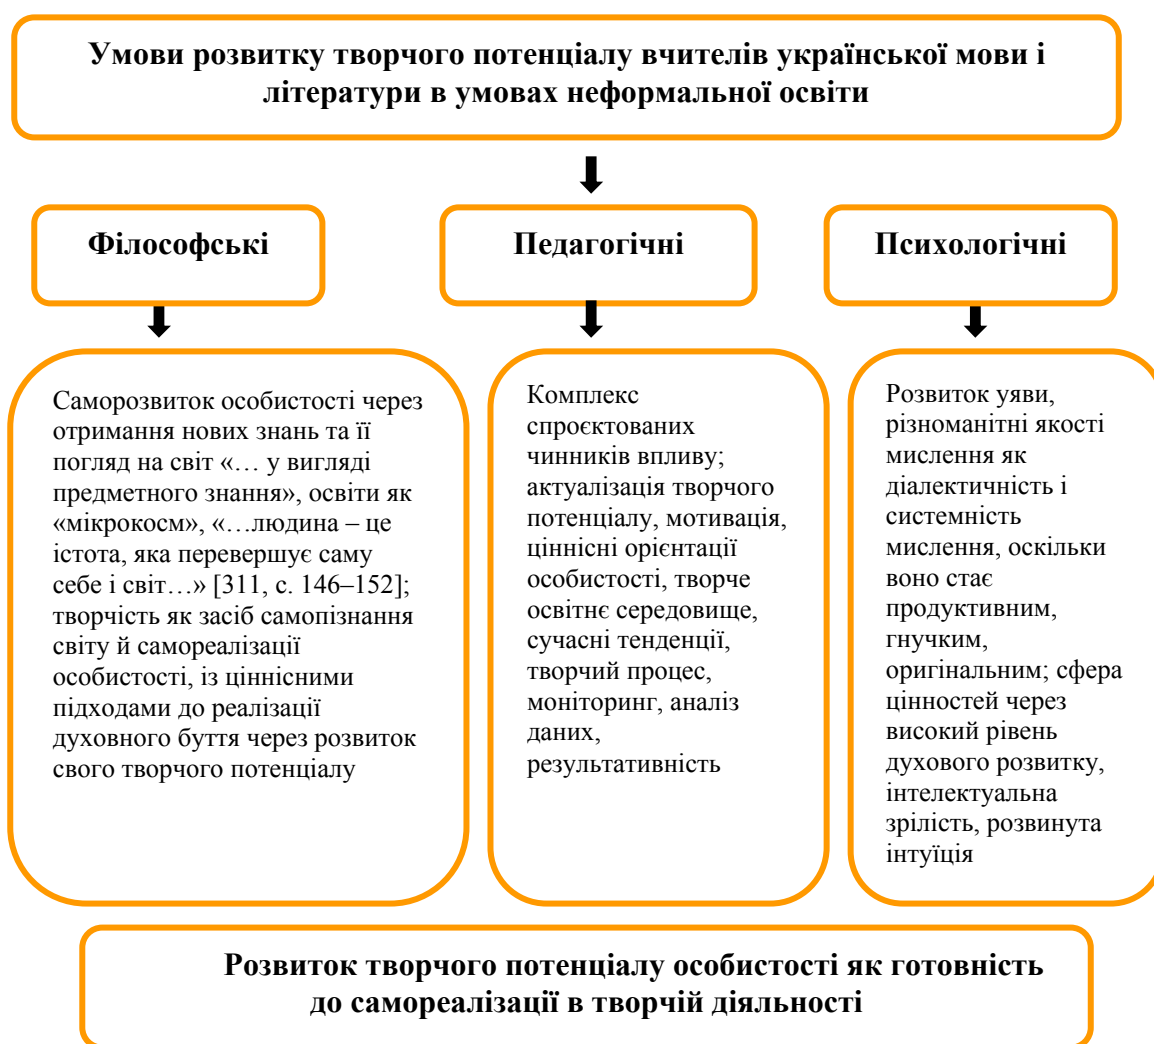 Умови розвитку творчого потенціалу вчителів української мови і
літератури в умовах неформальної освіти
Філософські
Педагогічні
Психологічні
Саморозвиток особистості через
отримання нових знань та її
погляд на світ «… у вигляді
предметного знання», освіти як
«мікрокосм», «…людина – це
істота, яка перевершує саму
себе і світ…» [311, с. 146–152];
творчість як засіб самопізнання
світу й самореалізації
особистості, із ціннісними
підходами до реалізації
духовного буття через розвиток
свого творчого потенціалу
Комплекс
спроєктованих
чинників впливу;
актуалізація творчого
потенціалу, мотивація,
ціннісні орієнтації
особистості, творче
освітнє середовище,
сучасні тенденції,
творчий процес,
моніторинг, аналіз
даних,
результативність
Розвиток уяви,
різноманітні якості
мислення як
діалектичність і
системність
мислення, оскільки
воно стає
продуктивним,
гнучким,
оригінальним; сфера
цінностей через
високий рівень
духового розвитку,
інтелектуальна
зрілість, розвинута
інтуїція
Розвиток творчого потенціалу особистості як готовність
до самореалізації в творчій діяльності